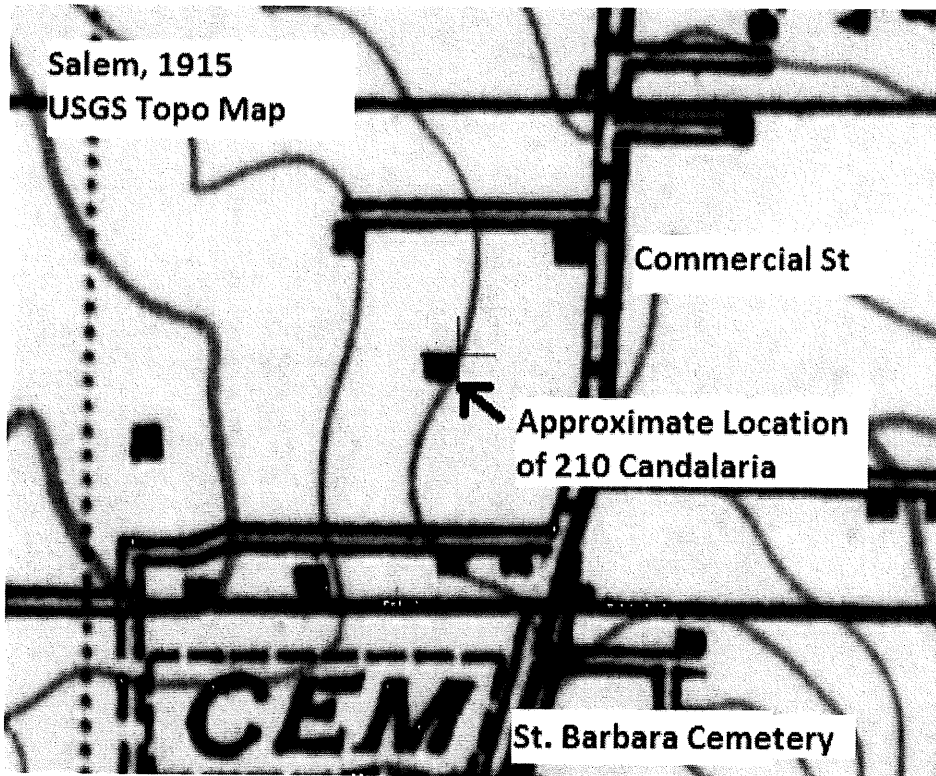 Salem, 1915
USGS Topo Map
Commercial St
Approximate Location
of 210 Candalaria
CEM
St. Barbara Cemetery